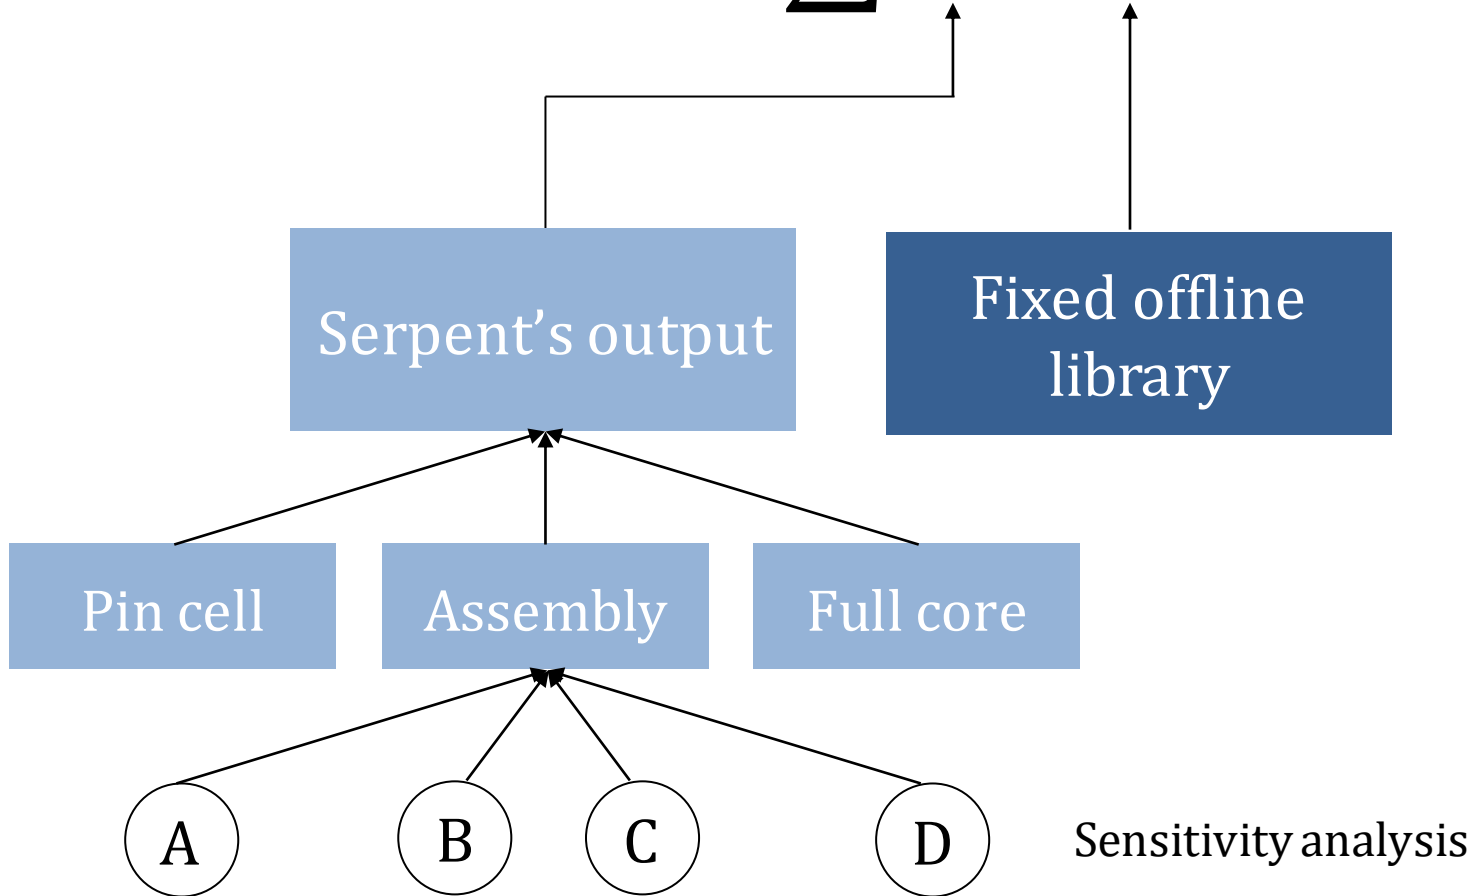 Serpent’s output
Fixed offline
library
Pin cell
Assembly
Full core
A
B
C
D
Sensitivity analysis